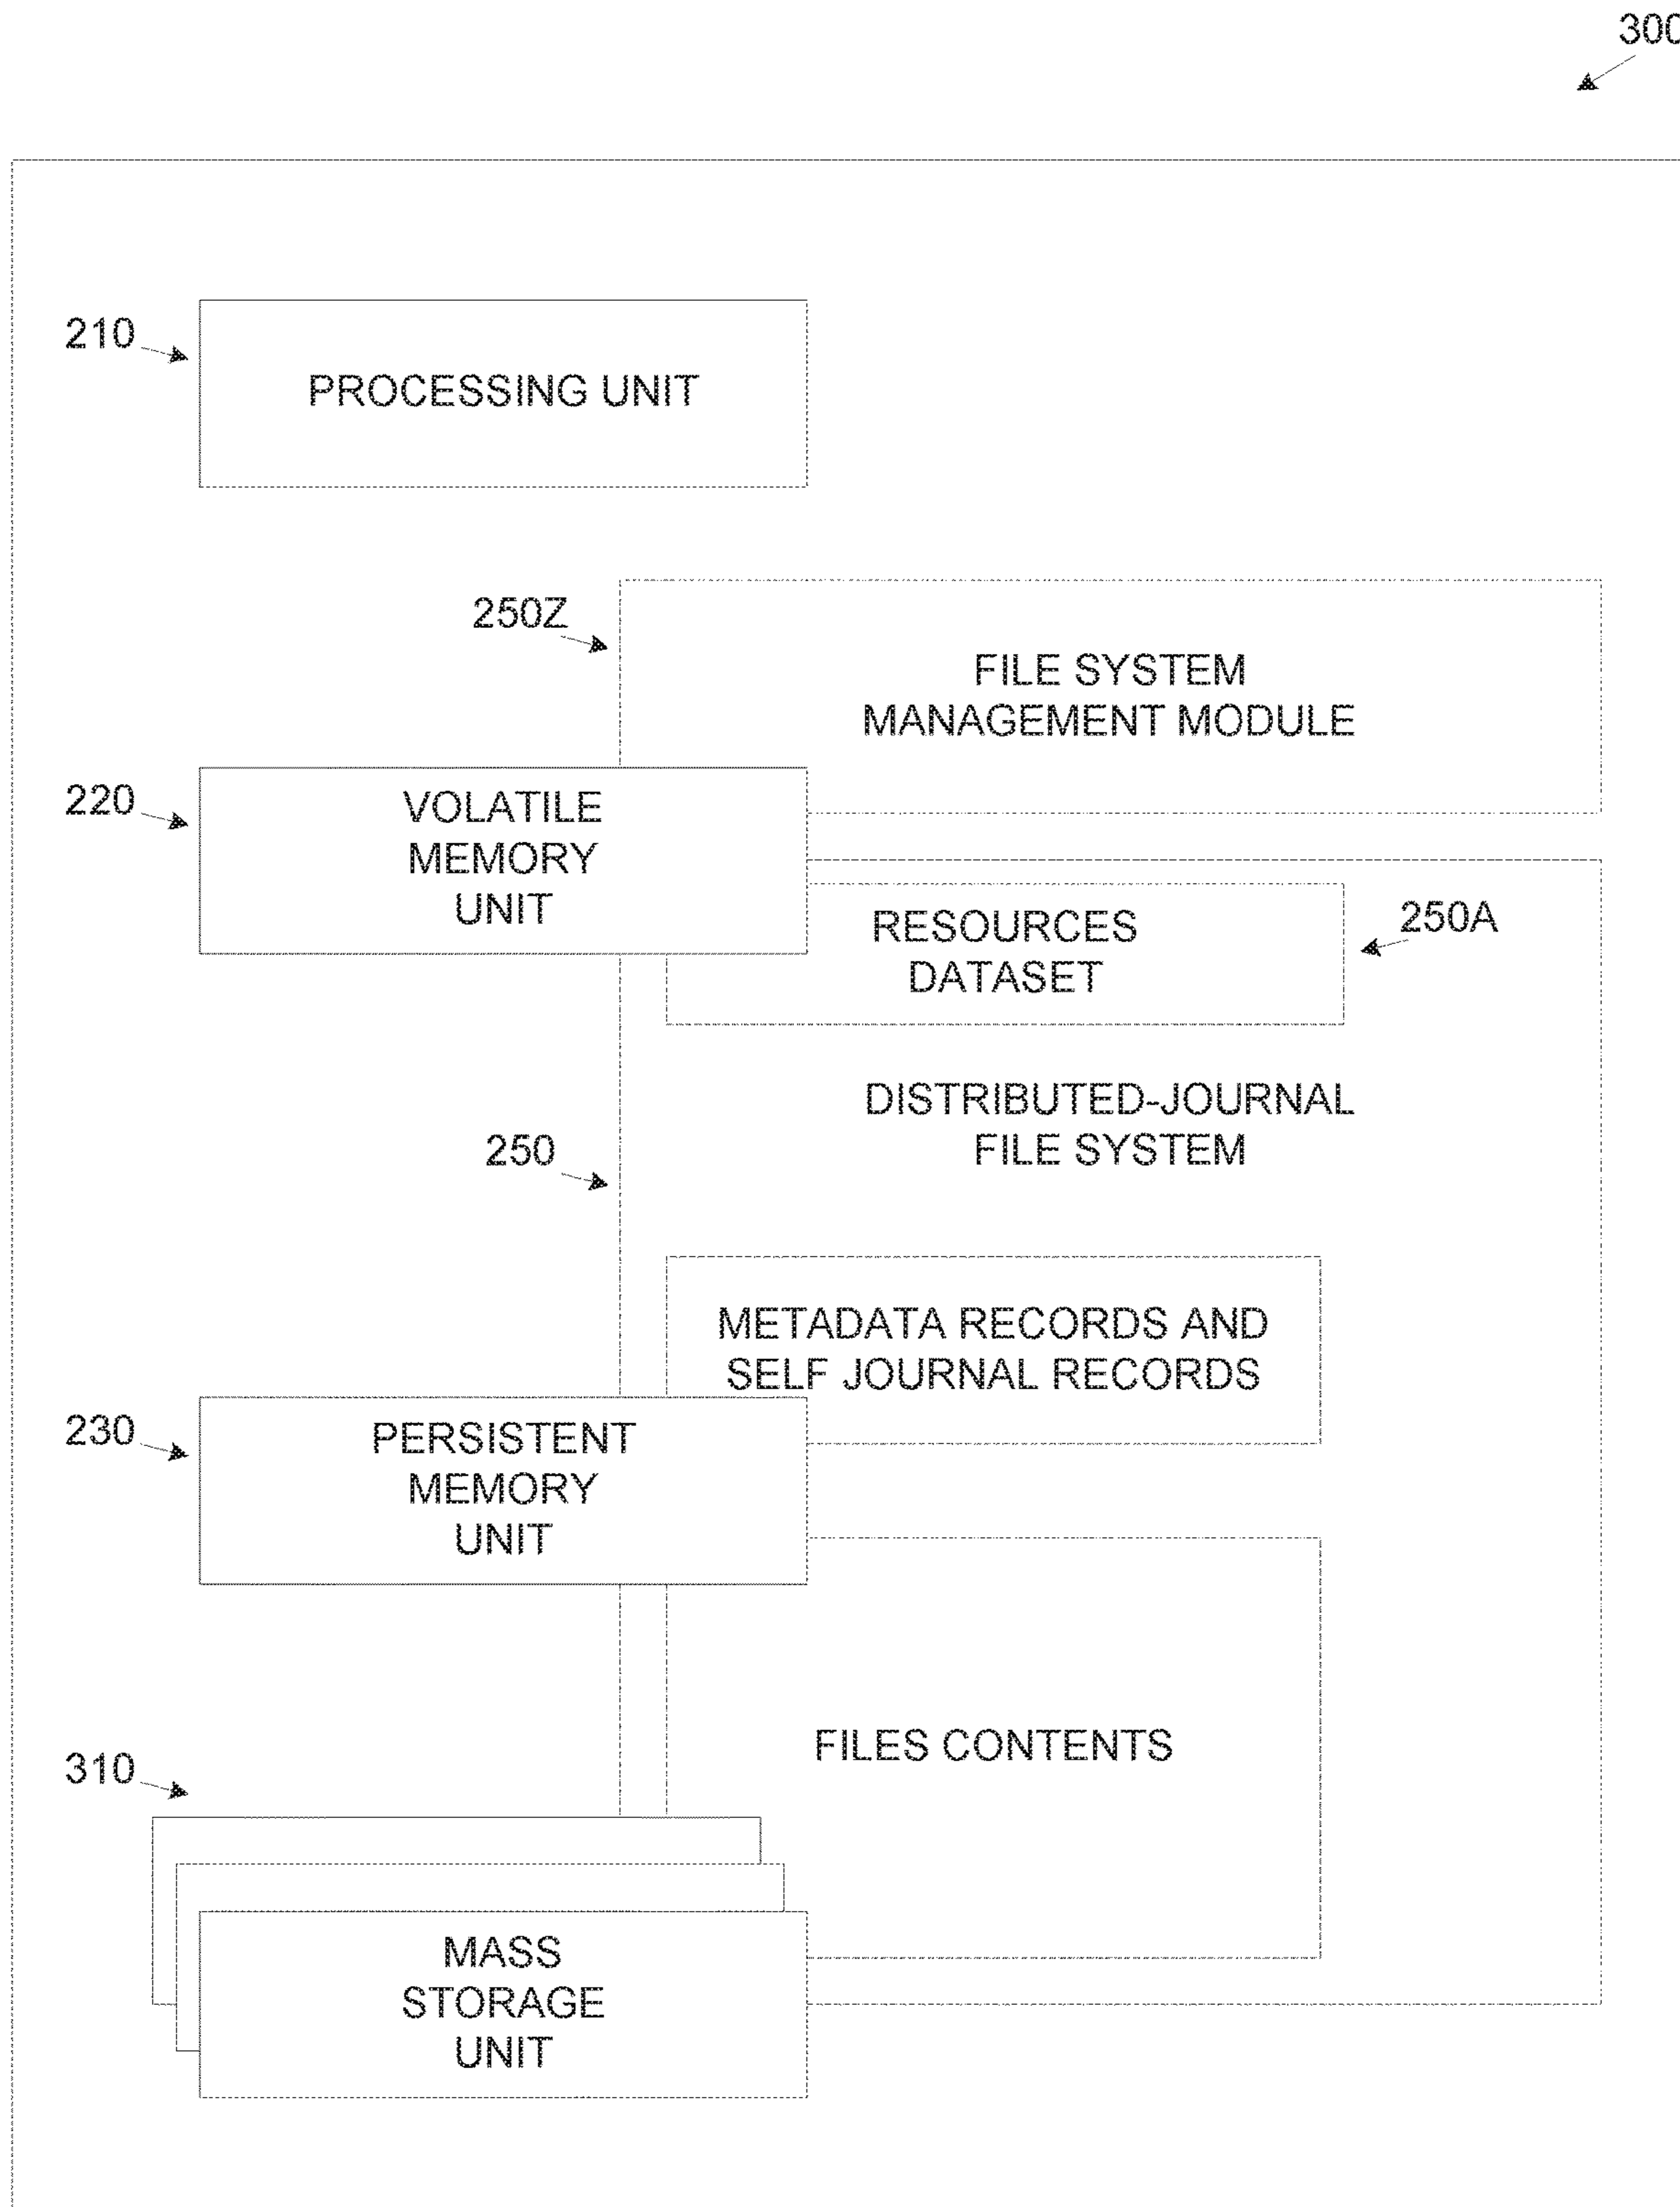 300
210
PROCESSING UNIT
250Z
FILE SYSTEM
MANAGEMENT MODULE
220
VOLATILE
MEMORY
UNIT
RESOURCES
DATASET
250A
DISTRIBUTED-JOURNAL
FILE SYSTEM
250
METADATA RECORDS AND
SELF JOURNAL RECORDS
230
PERSISTENT
MEMORY
UNIT
FILES CONTENTS
310
MASS
STORAGE
UNIT